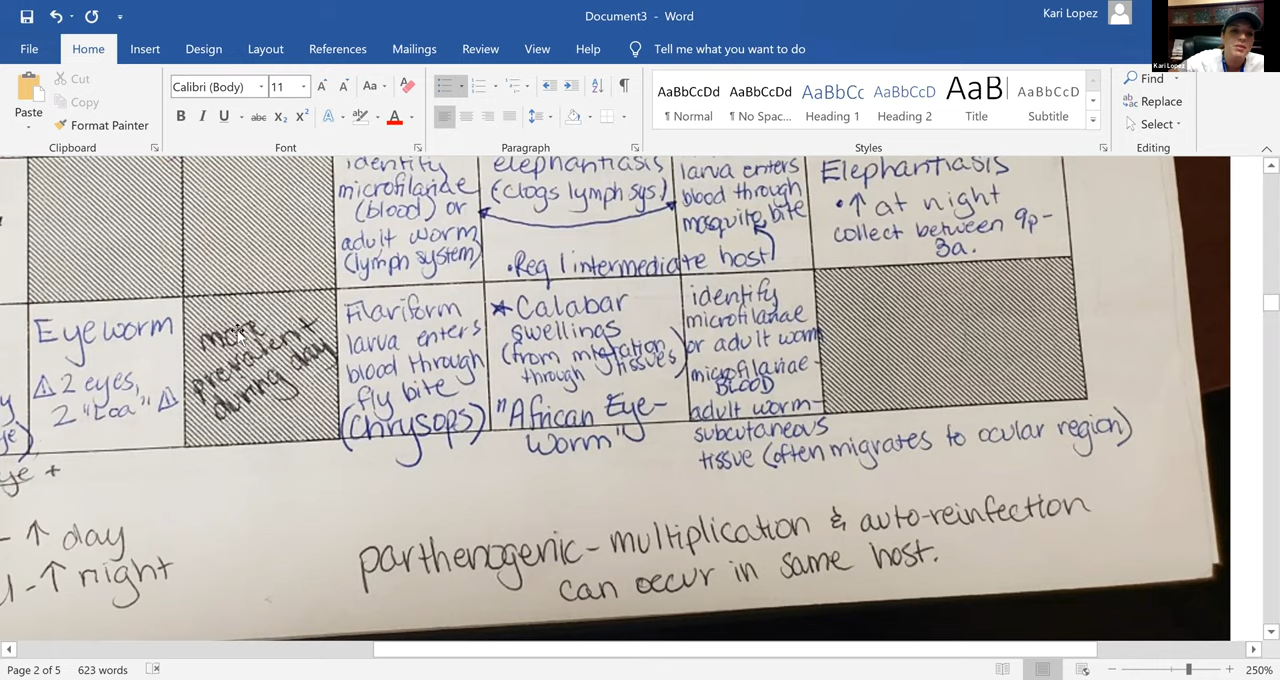 Document3 - Word
Kari Lopez
Kari Lopez
File Home Insert Design Layout References Mailings Review View Help Tell me what you want to do
Paste
Cut
Copy
Format Painter
Clipboard
Calibri (Body) 11
Font
Paragraph
AaBbCcDd AaBbCcDd AaBbCc AaBbCcD AaB AaBbCcD
¶ Normal ¶ No Spac... Heading 1 Heading 2 Title Subtitle
Styles
Find
Replace
Select
Editing
identify
microfilariae
(blood) or
adult worm
(lymph system)
elephantiasis
(clogs lymph sys)
•Req 1 intermediate host
larva enters
blood through
mosquito bite
Elephantiasis
•↑ at night
collect between 9p-
3a.
Eyeworm
⚠ 2 eyes,
2 "Loa" ⚠
more
prevalent
during day
Filariform
larva enters
blood through
fly bite
(Chrysops)
★Calabar
swellings
(from migration
through tissues)
"African Eye-
Worm"
identify
microfilariae
or adult worm
microfilariae-
BLOOD
adult worm-
subcutaneous
tissue (often migrates to ocular region)
- ↑ day
↑ night
parthenogenic - multiplication & auto-reinfection
can occur in same host.
Page 2 of 5 623 words
250%